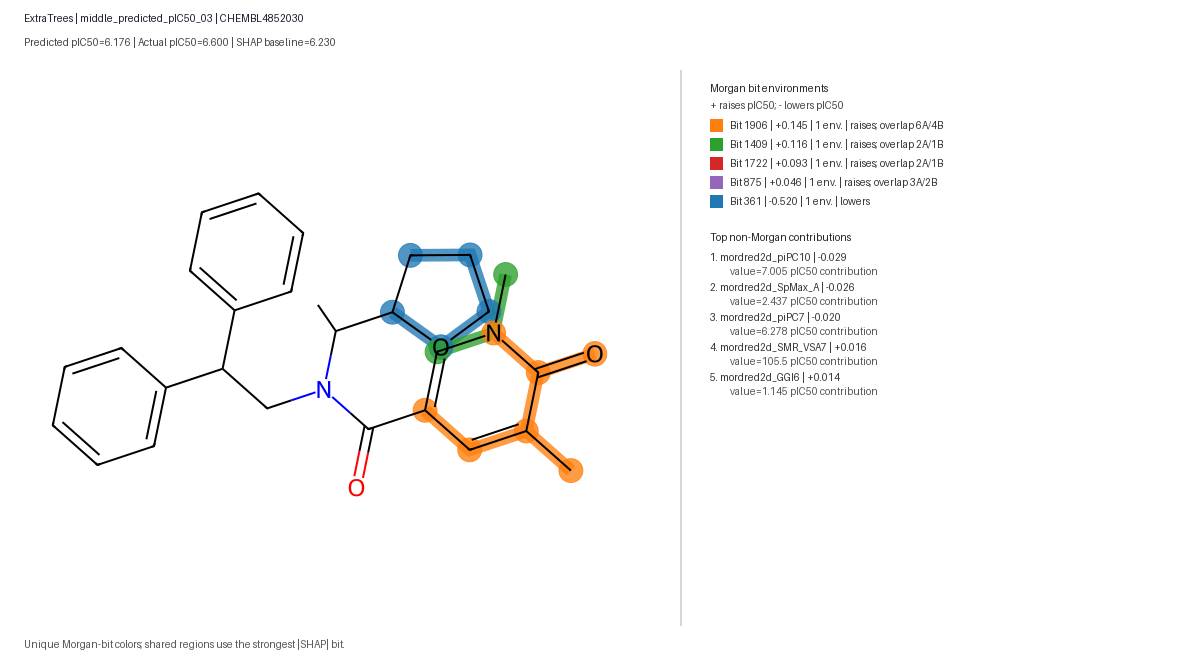 ExtraTrees | middle_predicted_pIC50_03 | CHEMBL4852030
Predicted pIC50=6.176 | Actual pIC50=6.600 | SHAP baseline=6.230
Morgan bit environments
+ raises pIC50; - lowers pIC50
Bit 1906 | +0.145 | 1 env. | raises; overlap 6A/4B
Bit 1409 | +0.116 | 1 env. | raises; overlap 2A/1B
Bit 1722 | +0.093 | 1 env. | raises; overlap 2A/1B
Bit 875 | +0.046 | 1 env. | raises; overlap 3A/2B
Bit 361 | -0.520 | 1 env. | lowers
Top non-Morgan contributions
1. mordred2d_piPC10 | -0.029
value=7.005 pIC50 contribution
2. mordred2d_SpMax_A | -0.026
value=2.437 pIC50 contribution
3. mordred2d_piPC7 | -0.020
value=6.278 pIC50 contribution
4. mordred2d_SMR_VSA7 | +0.016
value=105.5 pIC50 contribution
5. mordred2d_GGI6 | +0.014
value=1.145 pIC50 contribution
O
N
O
N
O
Unique Morgan-bit colors; shared regions use the strongest |SHAP| bit.